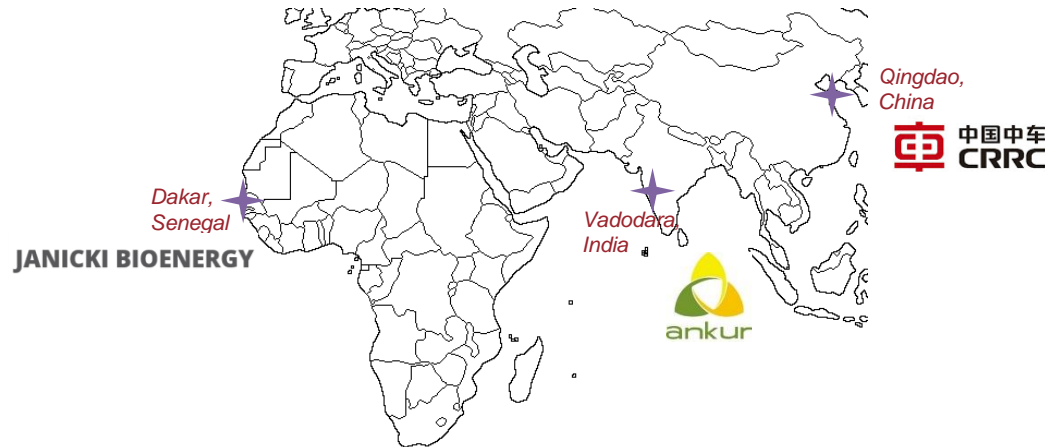 Dakar,
Senegal
JANICKI BIOENERGY
Vadodara,
India
ankur
Qingdao,
China
中国中车
CRRC